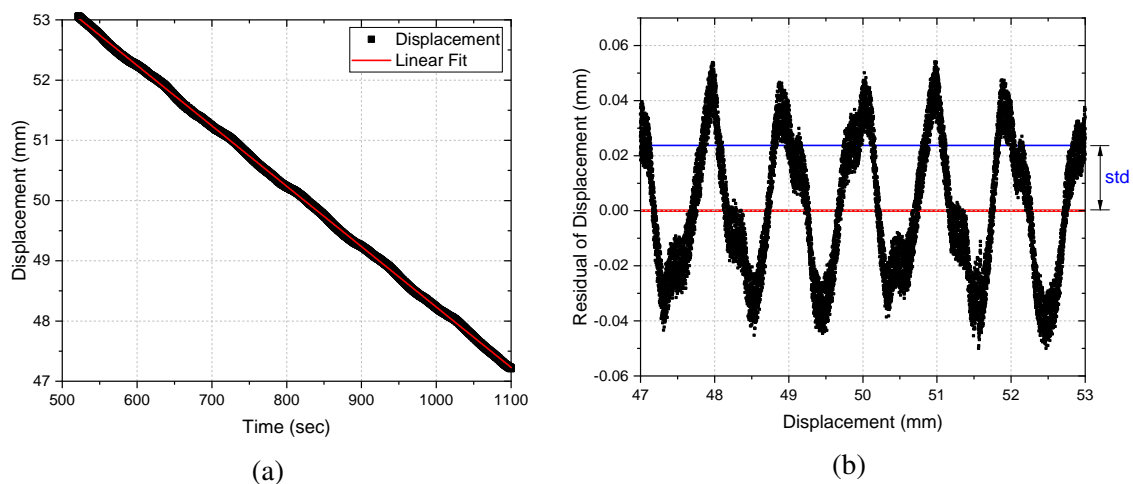 53
52
51
50
49
48
47
Displacement (mm)
Displacement
Linear Fit
500 600 700 800 900 1000 1100
Time (sec)
(a)
0.06
0.04
0.02
0.00
-0.02
-0.04
-0.06
Residual of Displacement (mm)
std
47 48 49 50 51 52 53
Displacement (mm)
(b)